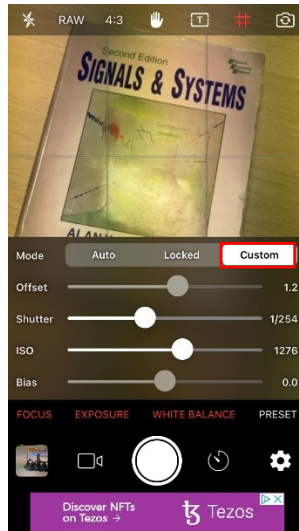 RAW 4:3 T
Second Edition
SIGNALS & SYSTEMS
Mode Auto Locked Custom
Offset 1.2
Shutter 1/254
ISO 1276
Bias 0.0
FOCUS EXPOSURE WHITE BALANCE PRESET
Discover NFTs
on Tezos →
Tezos